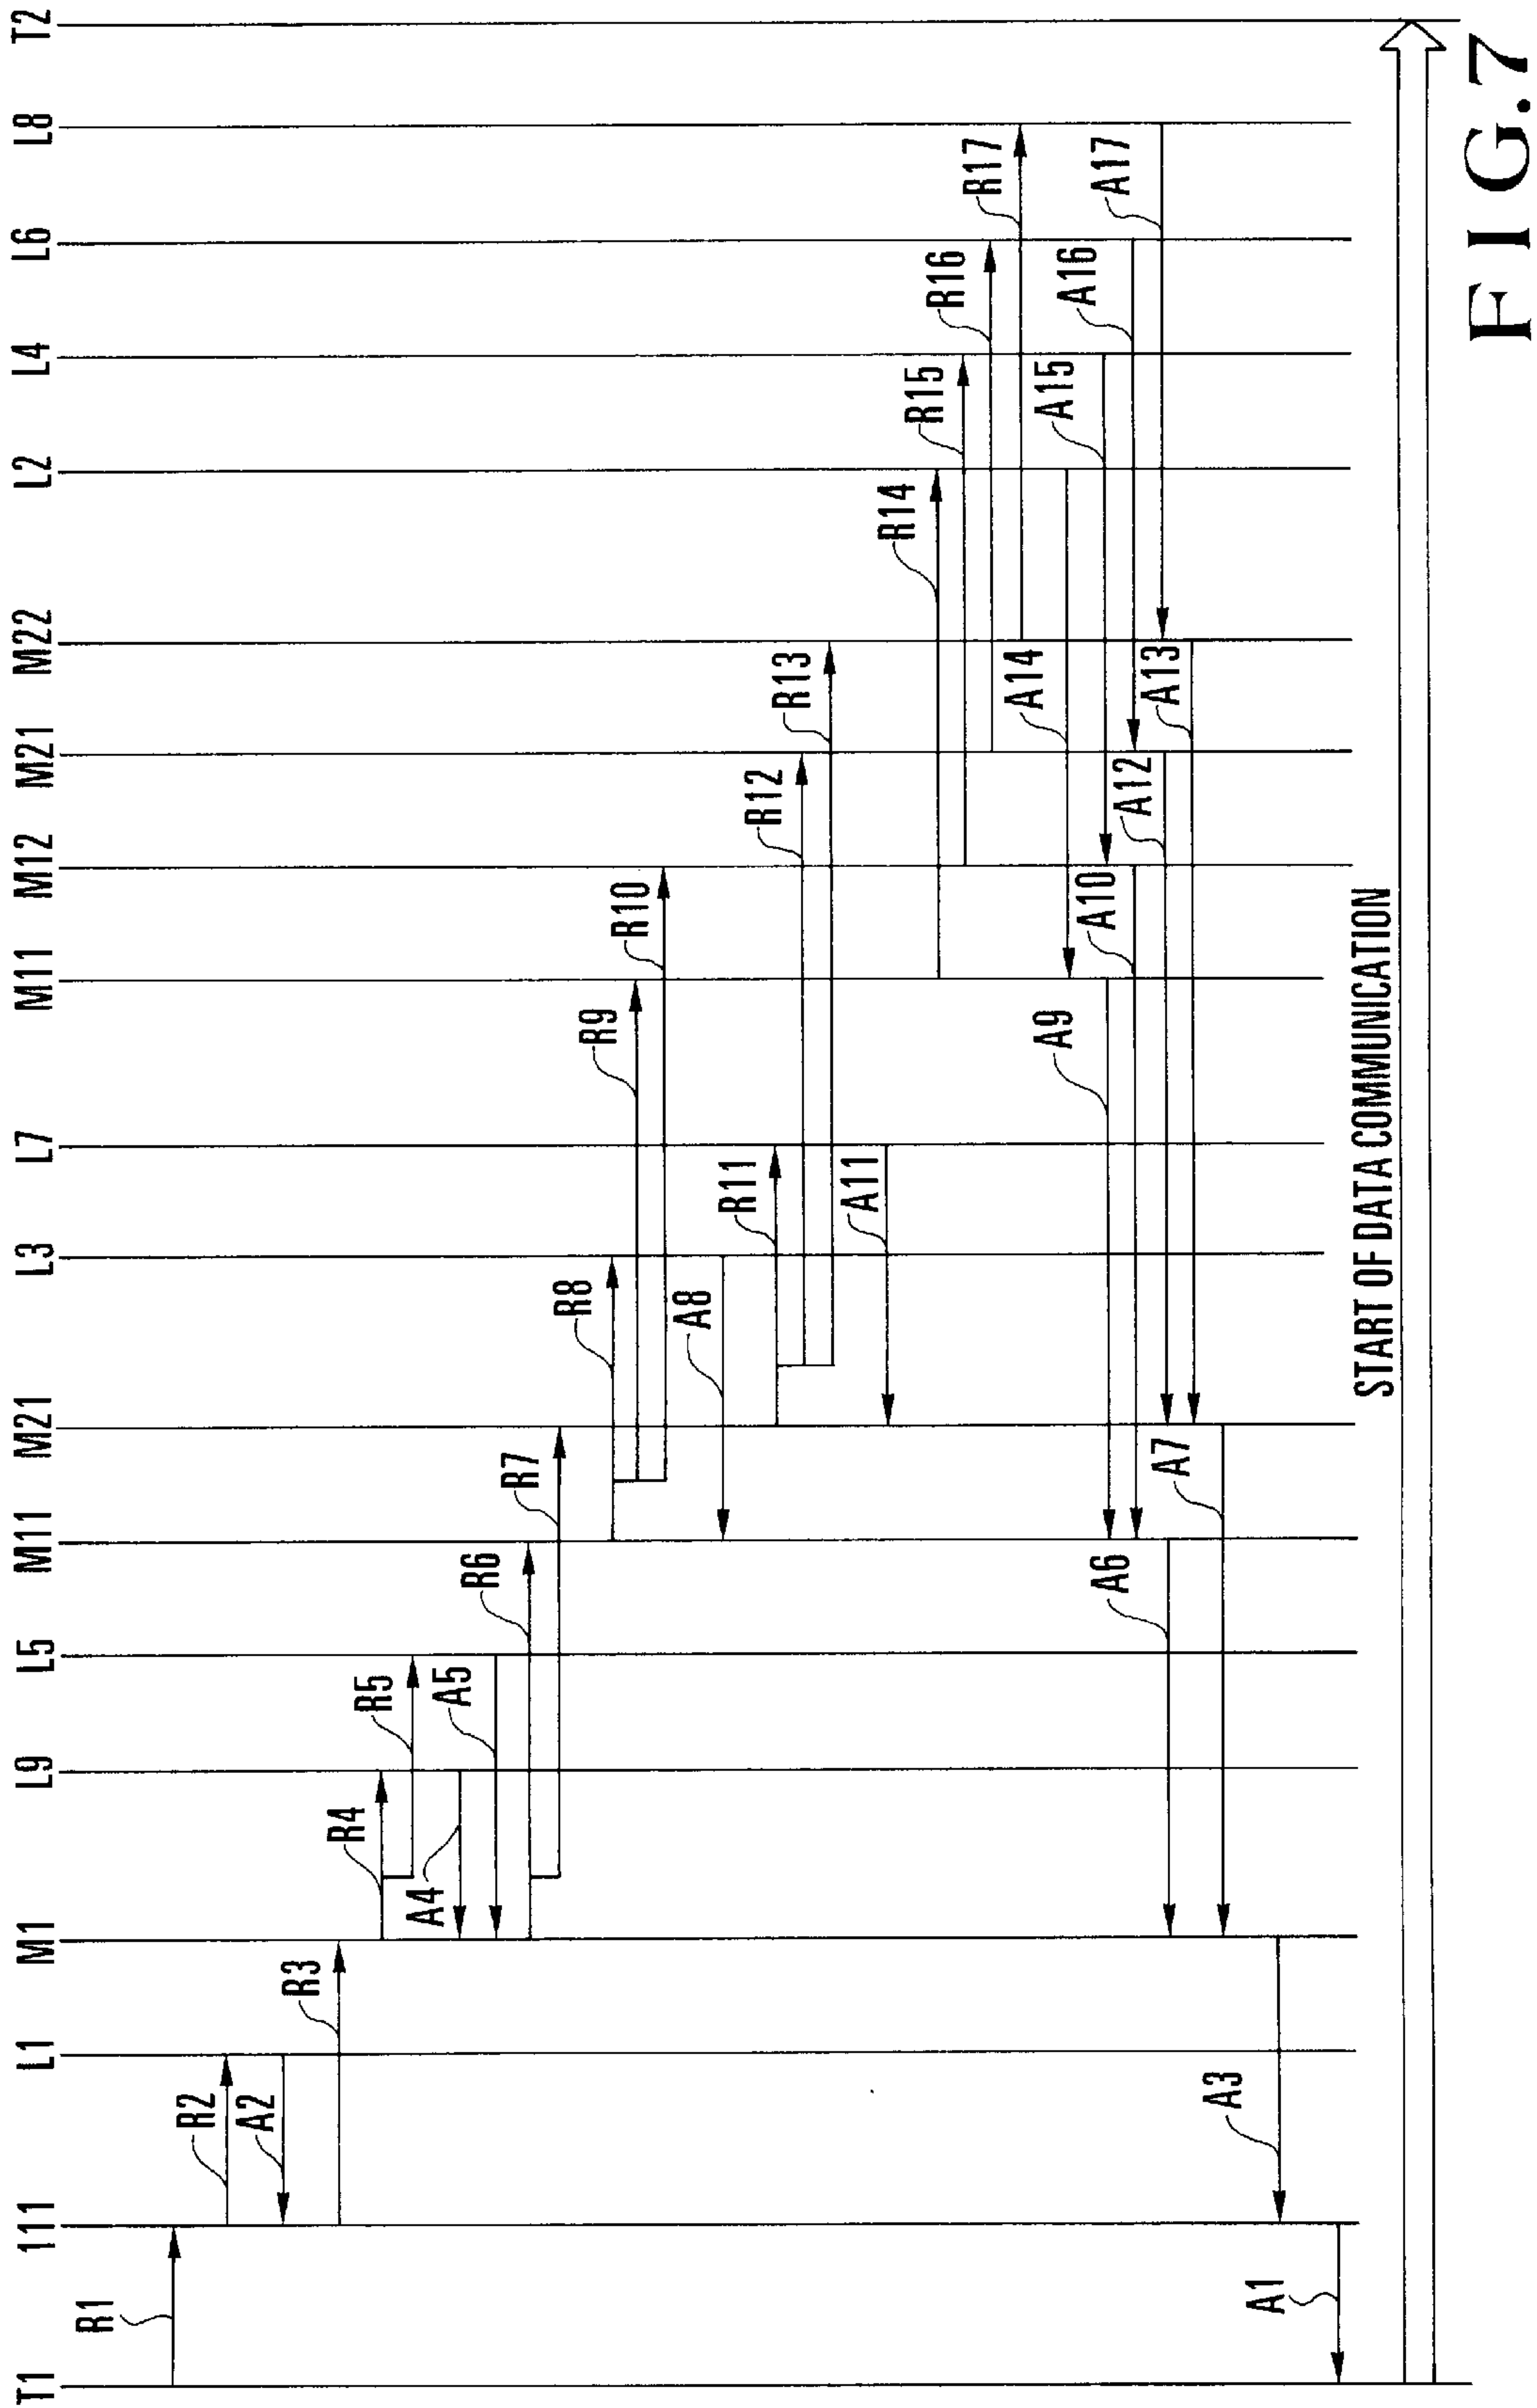 T1 111 L1 M1 L9 L5 M11 M21 L3 L7 M11 M12 M21 M22 L2 L4 L6 L8 T2
R1
R2
A2
R3
R4
R5
A4
A5
R6
R7
R8
R9
R10
A8
R11
R12
R13
A11
R14
R15
R16
R17
A14
A15
A16
A17
A9
A10
A12
A13
A6
A7
A3
A1
START OF DATA COMMUNICATION
FIG.7